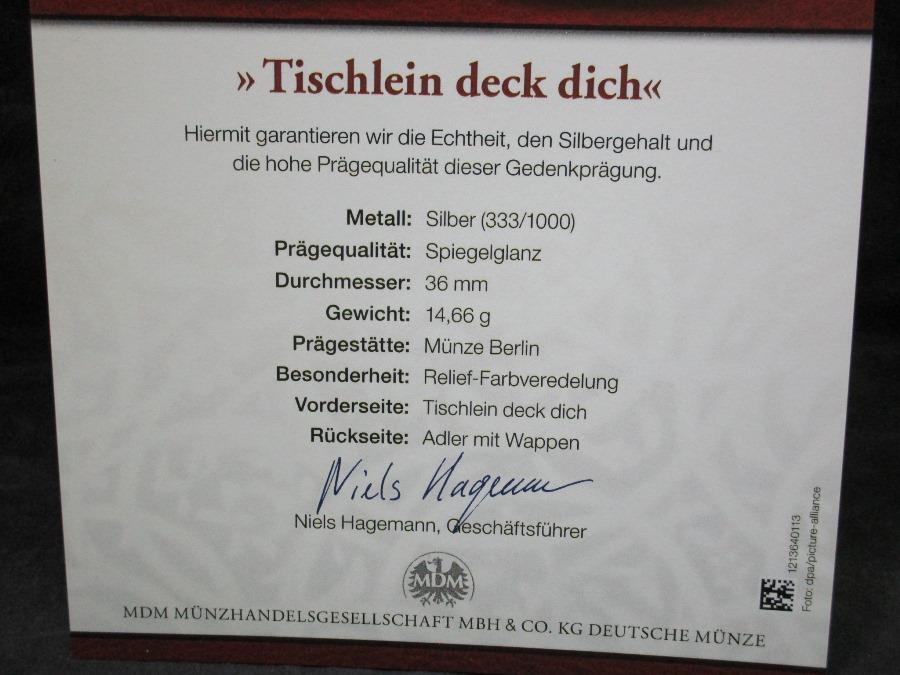 »Tischlein deck dich«
Hiermit garantieren wir die Echtheit, den Silbergehalt und
die hohe Prägequalität dieser Gedenkprägung.
Metall: Silber (333/1000)
Prägequalität: Spiegelglanz
Durchmesser: 36 mm
Gewicht: 14,66 g
Prägestätte: Münze Berlin
Besonderheit: Relief-Farbveredelung
Vorderseite: Tischlein deck dich
Rückseite: Adler mit Wappen
Niels Hagemann
Niels Hagemann, Geschäftsführer
MDM
MDM MÜNZHANDELSGESELLSCHAFT MBH & CO. KG DEUTSCHE MÜNZE
1213640113
Foto: dpa/picture-alliance